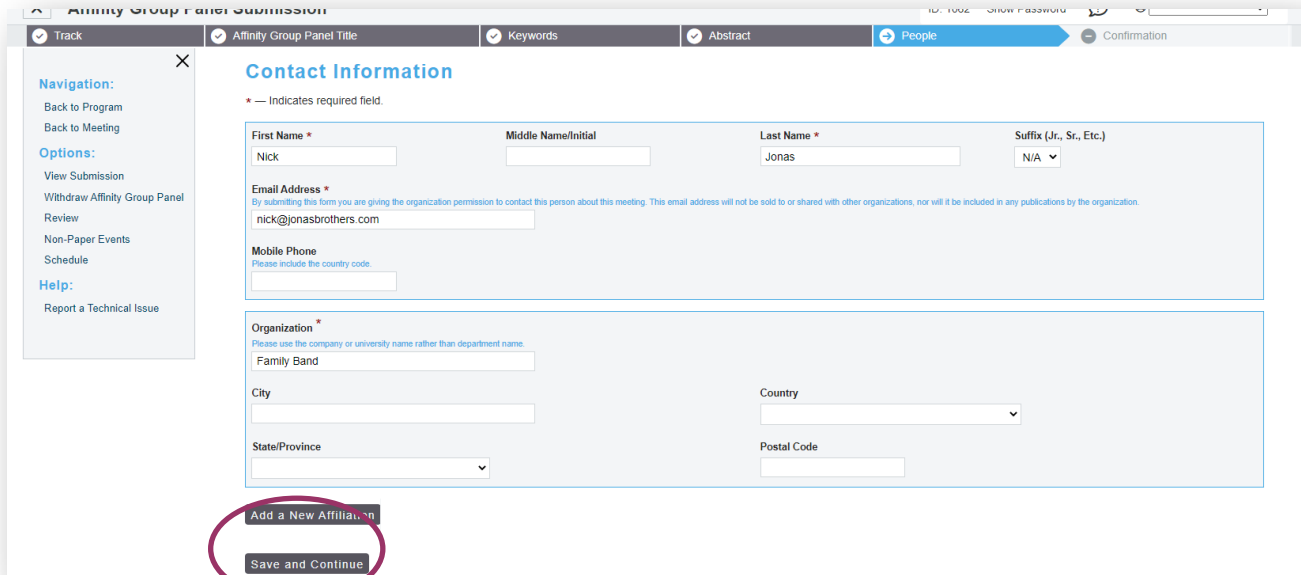 Affinity Group Panel Submission
ID: 1662 Show Password
Track
Affinity Group Panel Title
Keywords
Abstract
People
Confirmation
Navigation:
Back to Program
Back to Meeting
Options:
View Submission
Withdraw Affinity Group Panel
Review
Non-Paper Events
Schedule
Help:
Report a Technical Issue
Contact Information
* — Indicates required field.
First Name * Middle Name/Initial Last Name * Suffix (Jr., Sr., Etc.)
Nick Jonas N/A
Email Address *
By submitting this form you are giving the organization permission to contact this person about this meeting. This email address will not be sold to or shared with other organizations, nor will it be included in any publications by the organization.
nick@jonasbrothers.com
Mobile Phone
Please include the country code.
Organization *
Please use the company or university name rather than department name.
Family Band
City Country
State/Province Postal Code
Add a New Affiliation
Save and Continue